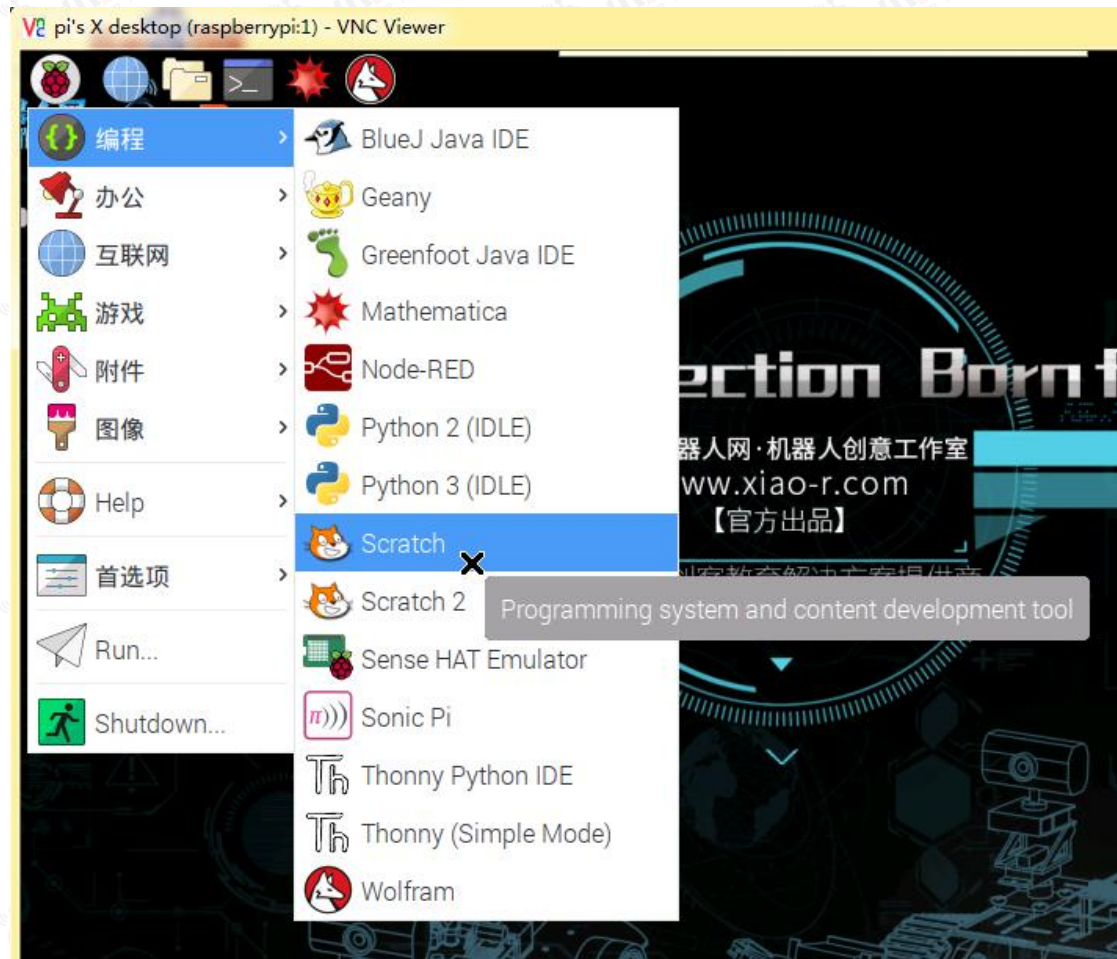 pi's X desktop (raspberrypi:1) - VNC Viewer
编程
办公
互联网
游戏
附件
图像
Help
首选项
Run...
Shutdown...
BlueJ Java IDE
Geany
Greenfoot Java IDE
Mathematica
Node-RED
Python 2 (IDLE)
Python 3 (IDLE)
Scratch
Scratch 2
Programming system and content development tool
Sense HAT Emulator
Sonic Pi
Thonny Python IDE
Thonny (Simple Mode)
Wolfram
ection Born
器人网·机器人创意工作室
ww.xiao-r.com
【官方出品】